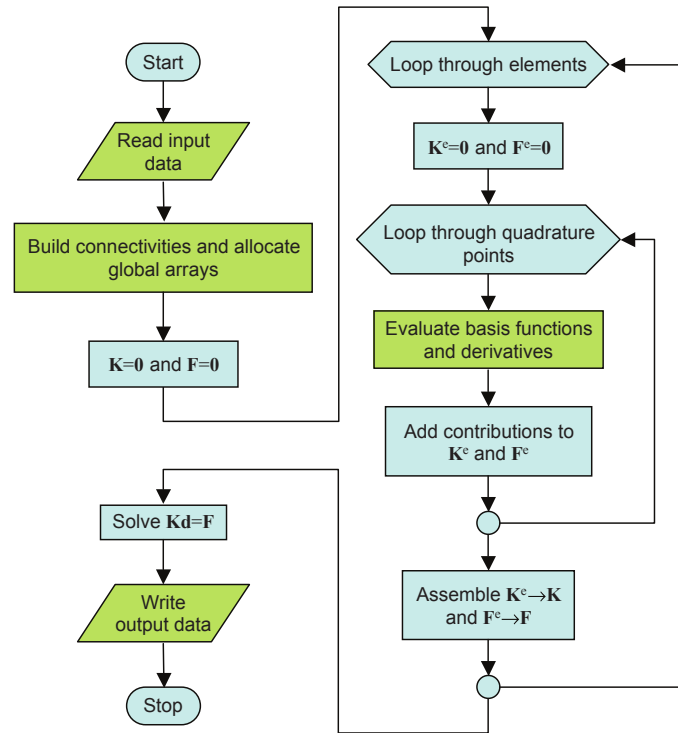 Start
Read input
data
Build connectivities and allocate
global arrays
K=0 and F=0
Loop through elements
Kᵉ=0 and Fᵉ=0
Loop through quadrature
points
Evaluate basis functions
and derivatives
Add contributions to
Kᵉ and Fᵉ
Assemble Kᵉ→K
and Fᵉ→F
Solve Kd=F
Write
output data
Stop